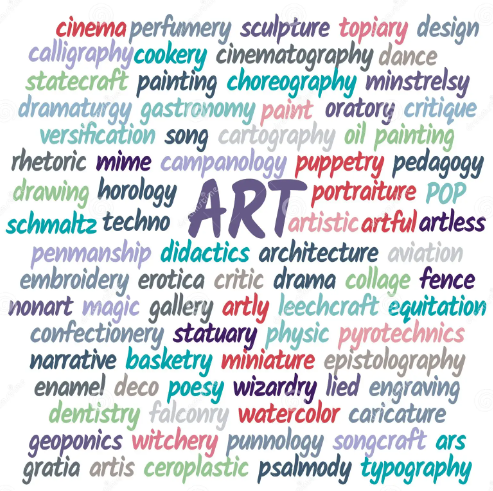 cinema perfumery sculpture topiary design
calligraphy cookery cinematography dance
statecraft painting choreography minstrelsy
dramaturgy gastronomy paint oratory critique
versification song cartography oil painting
rhetoric mime campanology puppetry pedagogy
drawing horology ART portraiture POP
schmaltz techno artistic artful artless
penmanship didactics architecture aviation
embroidery erotica critic drama collage fence
nonart magic gallery artly leechcraft equitation
confectionery statuary physic pyrotechnics
narrative basketry miniature epistolography
enamel deco poesy wizardry lied engraving
dentistry falconry watercolor caricature
geoponics witchery punnology songcraft ars
gratia artis ceroplastic psalmody typography